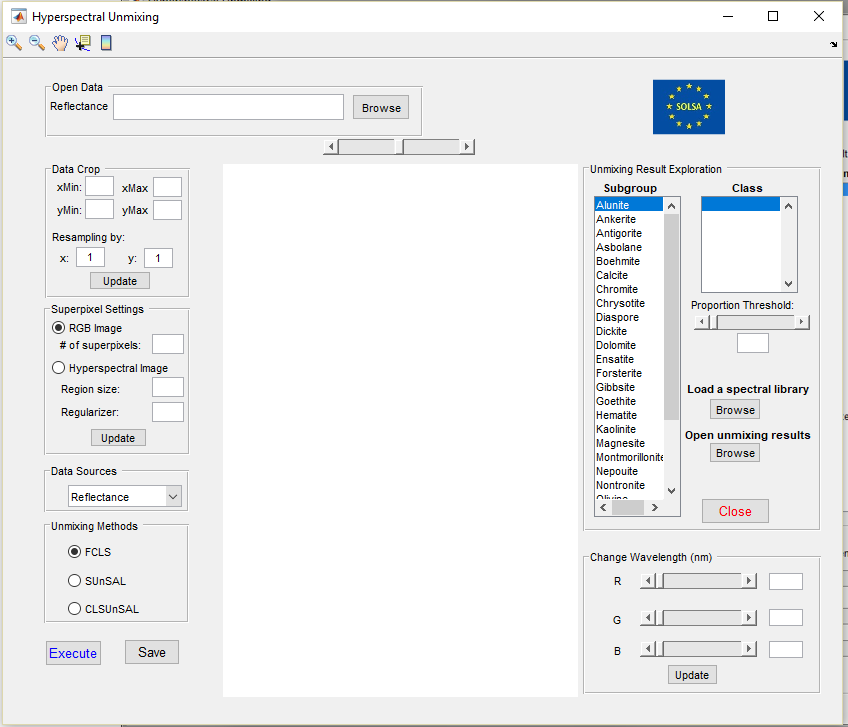 Hyperspectral Unmixing
Open Data
Reflectance
Browse
SOLSA
Data Crop
xMin:
xMax
yMin:
yMax
Resampling by:
x: 1
y: 1
Update
Superpixel Settings
RGB Image
# of superpixels:
Hyperspectral Image
Region size:
Regularizer:
Update
Data Sources
Reflectance
Unmixing Methods
FCLS
SUnSAL
CLSUnSAL
Execute
Save
Unmixing Result Exploration
Subgroup
Alunite
Ankerite
Antigorite
Asbolane
Boehmite
Calcite
Chromite
Chrysotite
Diaspore
Dickite
Dolomite
Ensatite
Forsterite
Gibbsite
Goethite
Hematite
Kaolinite
Magnesite
Montmorillonite
Nepouite
Nontronite
Olivine
Class
Proportion Threshold:
Load a spectral library
Browse
Open unmixing results
Browse
Close
Change Wavelength (nm)
R
G
B
Update